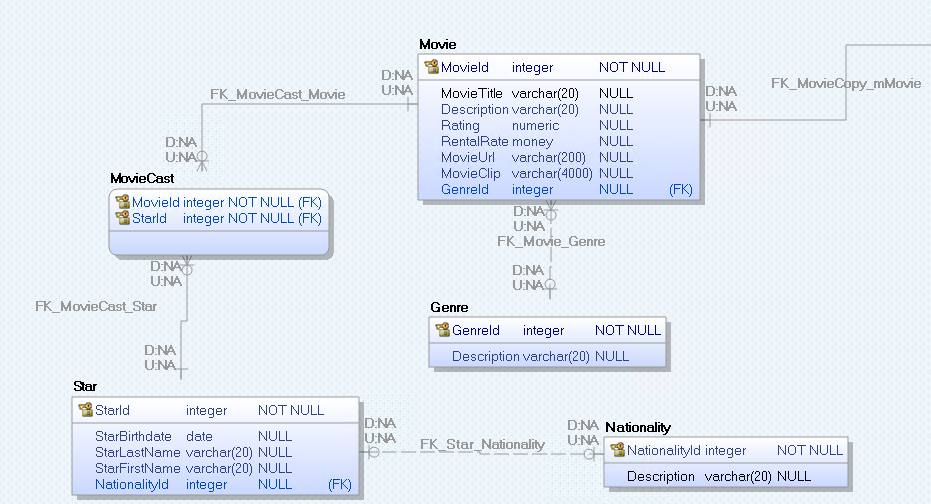 Movie
MovieId integer NOT NULL
MovieTitle varchar(20) NULL
Description varchar(20) NULL
Rating numeric NULL
RentalRate money NULL
MovieUrl varchar(200) NULL
MovieClip varchar(4000) NULL
GenreId integer NULL (FK)
D:NA
U:NA
FK_MovieCast_Movie
D:NA
U:NA
D:NA
U:NA
FK_MovieCopy_mMovie
MovieCast
MovieId integer NOT NULL (FK)
StarId integer NOT NULL (FK)
D:NA
U:NA
FK_MovieCast_Star
D:NA
U:NA
D:NA
U:NA
FK_Movie_Genre
D:NA
U:NA
Genre
GenreId integer NOT NULL
Description varchar(20) NULL
Star
StarId integer NOT NULL
StarBirthdate date NULL
StarLastName varchar(20) NULL
StarFirstName varchar(20) NULL
NationalityId integer NULL (FK)
D:NA
U:NA
FK_Star_Nationality
D:NA
U:NA
Nationality
NationalityId integer NOT NULL
Description varchar(20) NULL